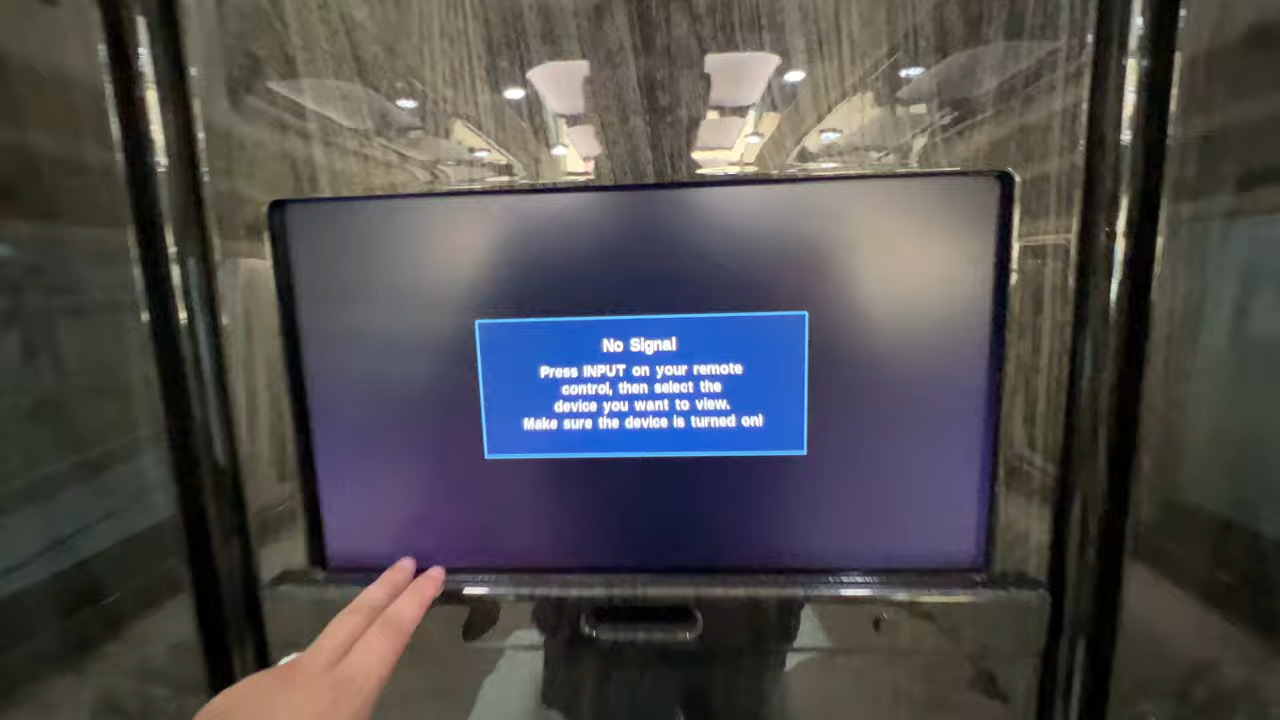 No Signal
Press INPUT on your remote
control, then select the
device you want to view.
Make sure the device is turned on!